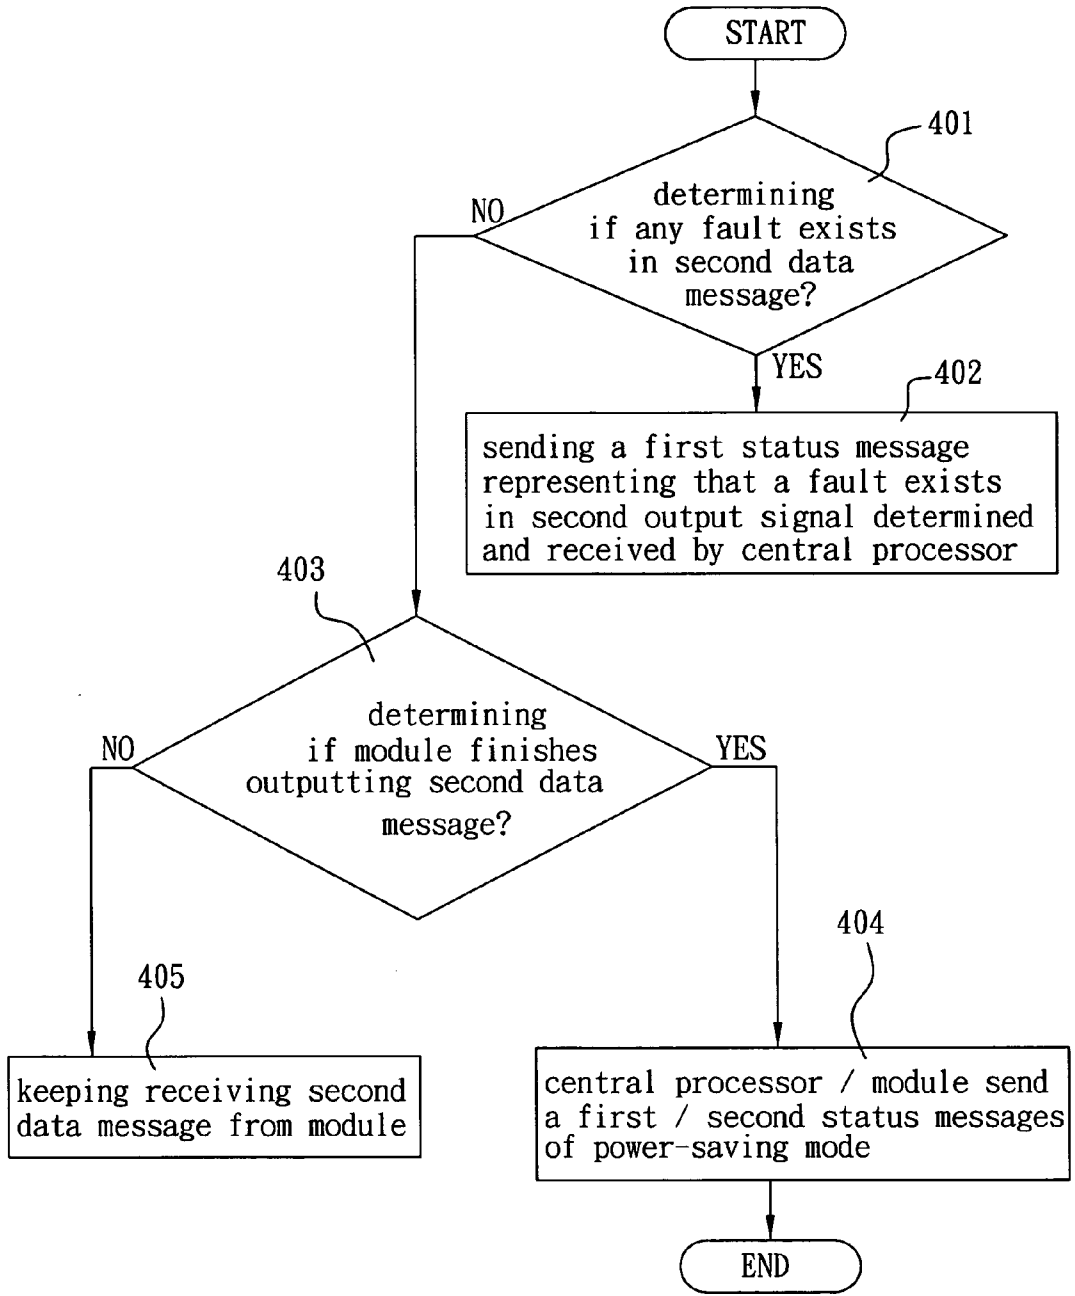 START
401
determining
if any fault exists
in second data
message?
NO
YES
402
sending a first status message
representing that a fault exists
in second output signal determined
and received by central processor
403
determining
if module finishes
outputting second data
message?
NO
YES
404
405
keeping receiving second
data message from module
central processor / module send
a first / second status messages
of power-saving mode
END